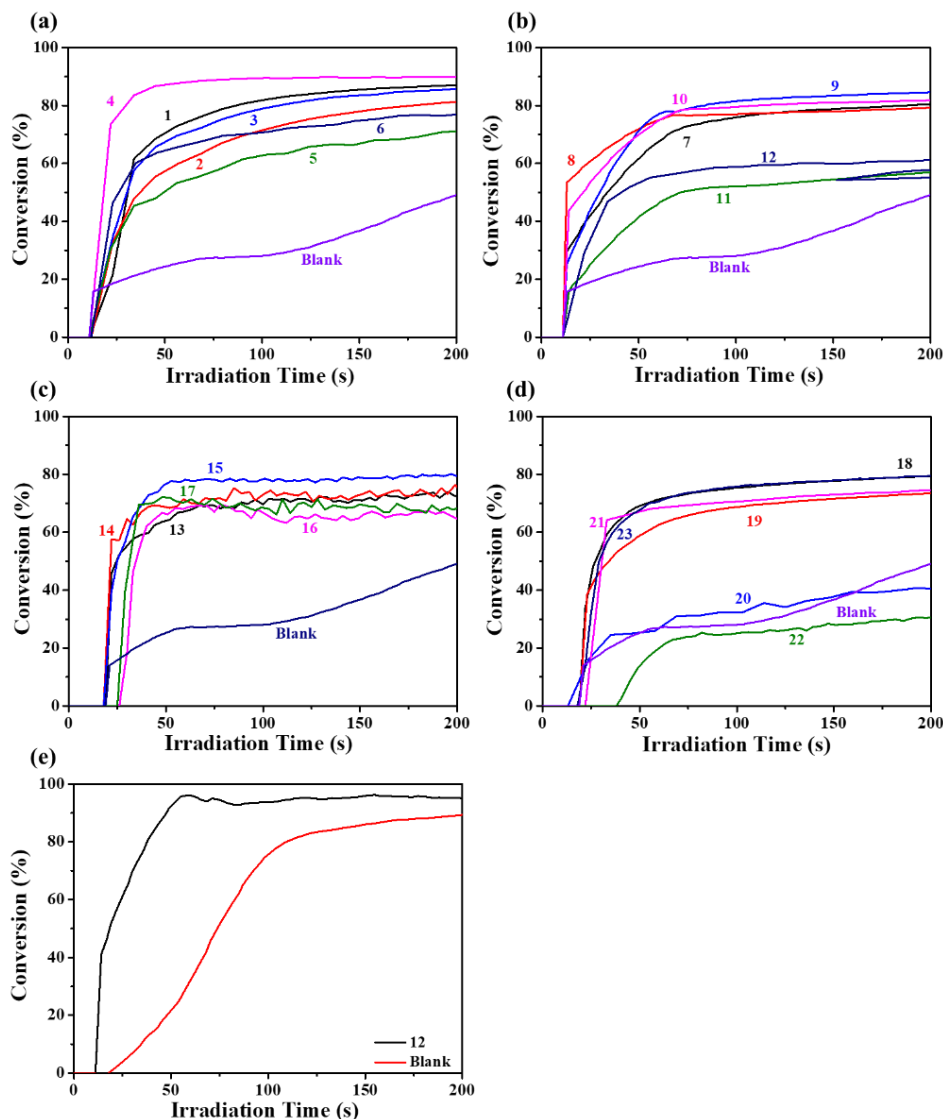 (a)
100
80
60
40
20
0
Conversion (%)
4
1
3
2
6
5
Blank
0 50 100 150 200
Irradiation Time (s)
(b)
100
80
60
40
20
0
Conversion (%)
9
10
8
7
12
11
Blank
0 50 100 150 200
Irradiation Time (s)
(c)
100
80
60
40
20
0
Conversion (%)
15
17
14
13
16
Blank
0 50 100 150 200
Irradiation Time (s)
(d)
100
80
60
40
20
0
Conversion (%)
18
21
23
19
20
Blank
22
0 50 100 150 200
Irradiation Time (s)
(e)
100
80
60
40
20
0
Conversion (%)
12
Blank
0 50 100 150 200
Irradiation Time (s)